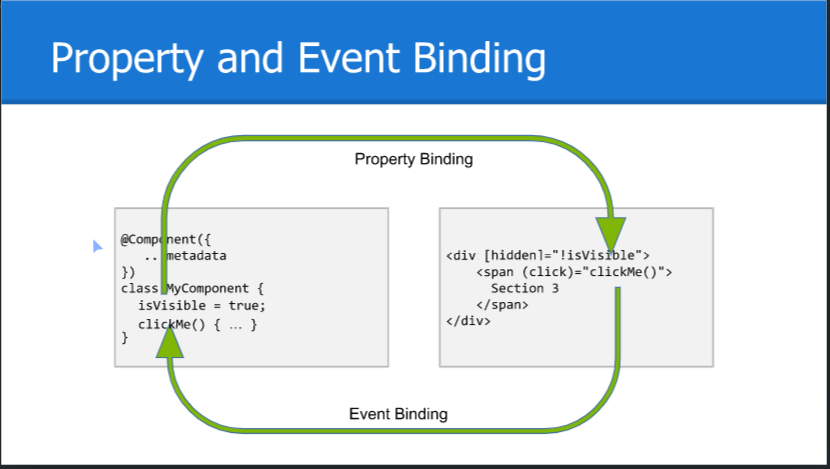 Property and Event Binding
Property Binding
@Component({
.. metadata
})
class MyComponent {
isVisible = true;
clickMe() { ... }
}
<div [hidden]="!isVisible">
<span (click)="clickMe()">
Section 3
</span>
</div>
Event Binding